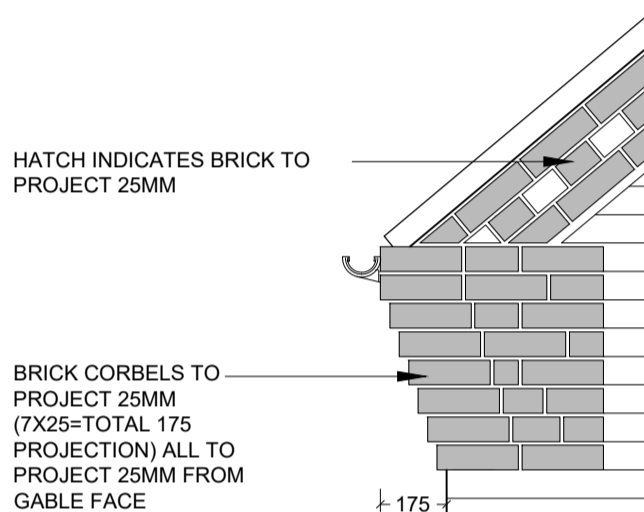 HATCH INDICATES BRICK TO
PROJECT 25MM
BRICK CORBELS TO
PROJECT 25MM
(7X25=TOTAL 175
PROJECTION) ALL TO
PROJECT 25MM FROM
GABLE FACE
175